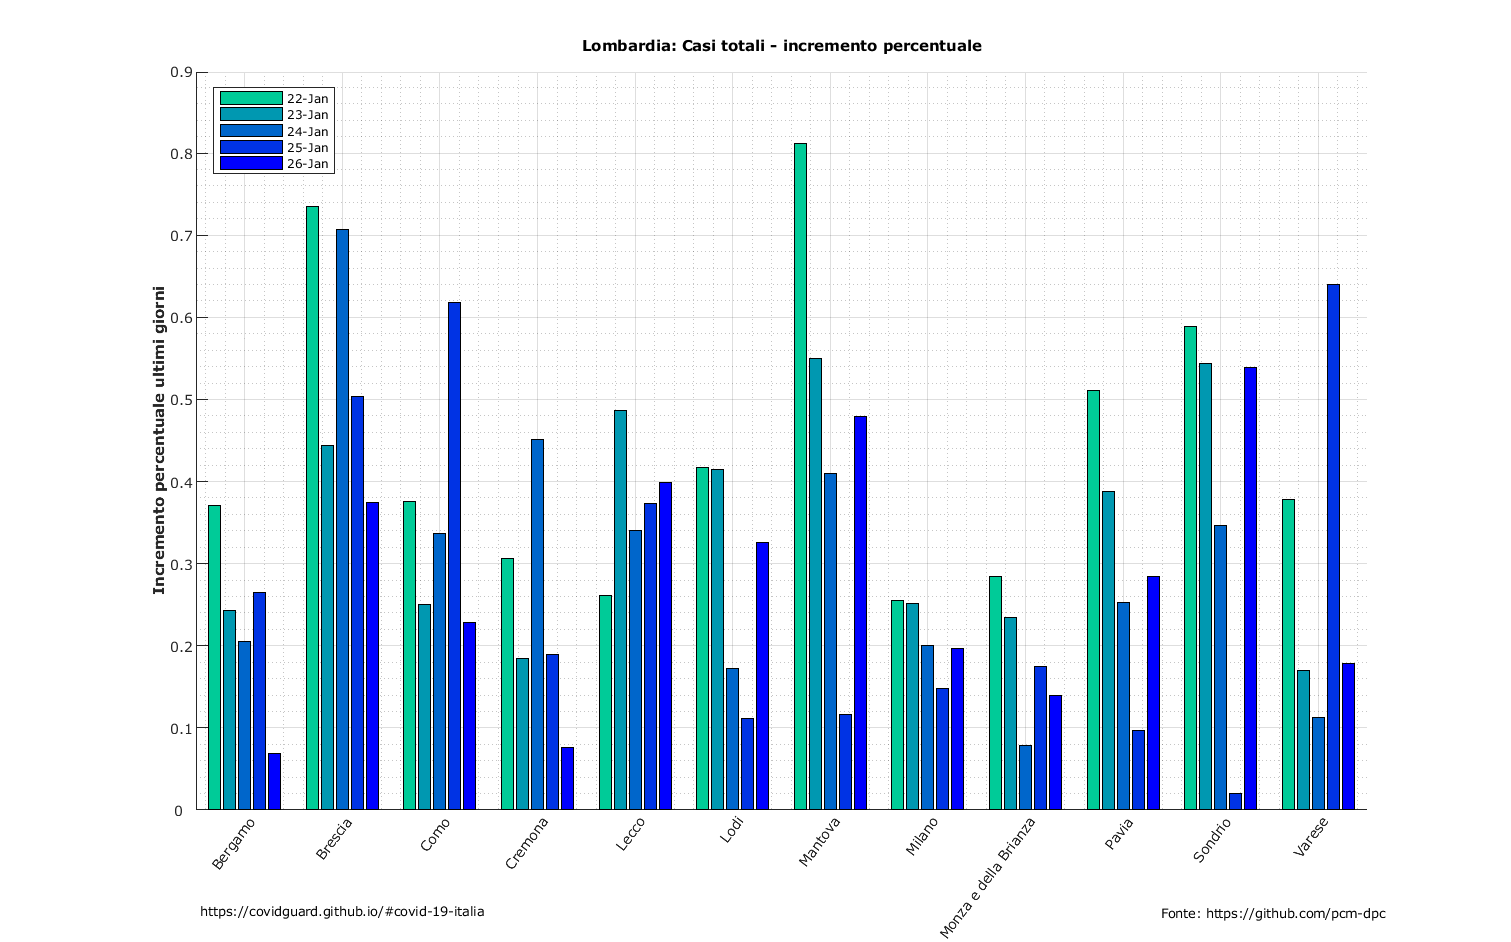 Lombardia: Casi totali - incremento percentuale
0.9
0.8
0.7
0.6
0.5
0.4
0.3
0.2
0.1
0
Incremento percentuale ultimi giorni
22-Jan
23-Jan
24-Jan
25-Jan
26-Jan
Bergamo
Brescia
Como
Cremona
Lecco
Lodi
Mantova
Milano
Monza e della Brianza
Pavia
Sondrio
Varese
https://covidguard.github.io/#covid-19-italia
Fonte: https://github.com/pcm-dpc